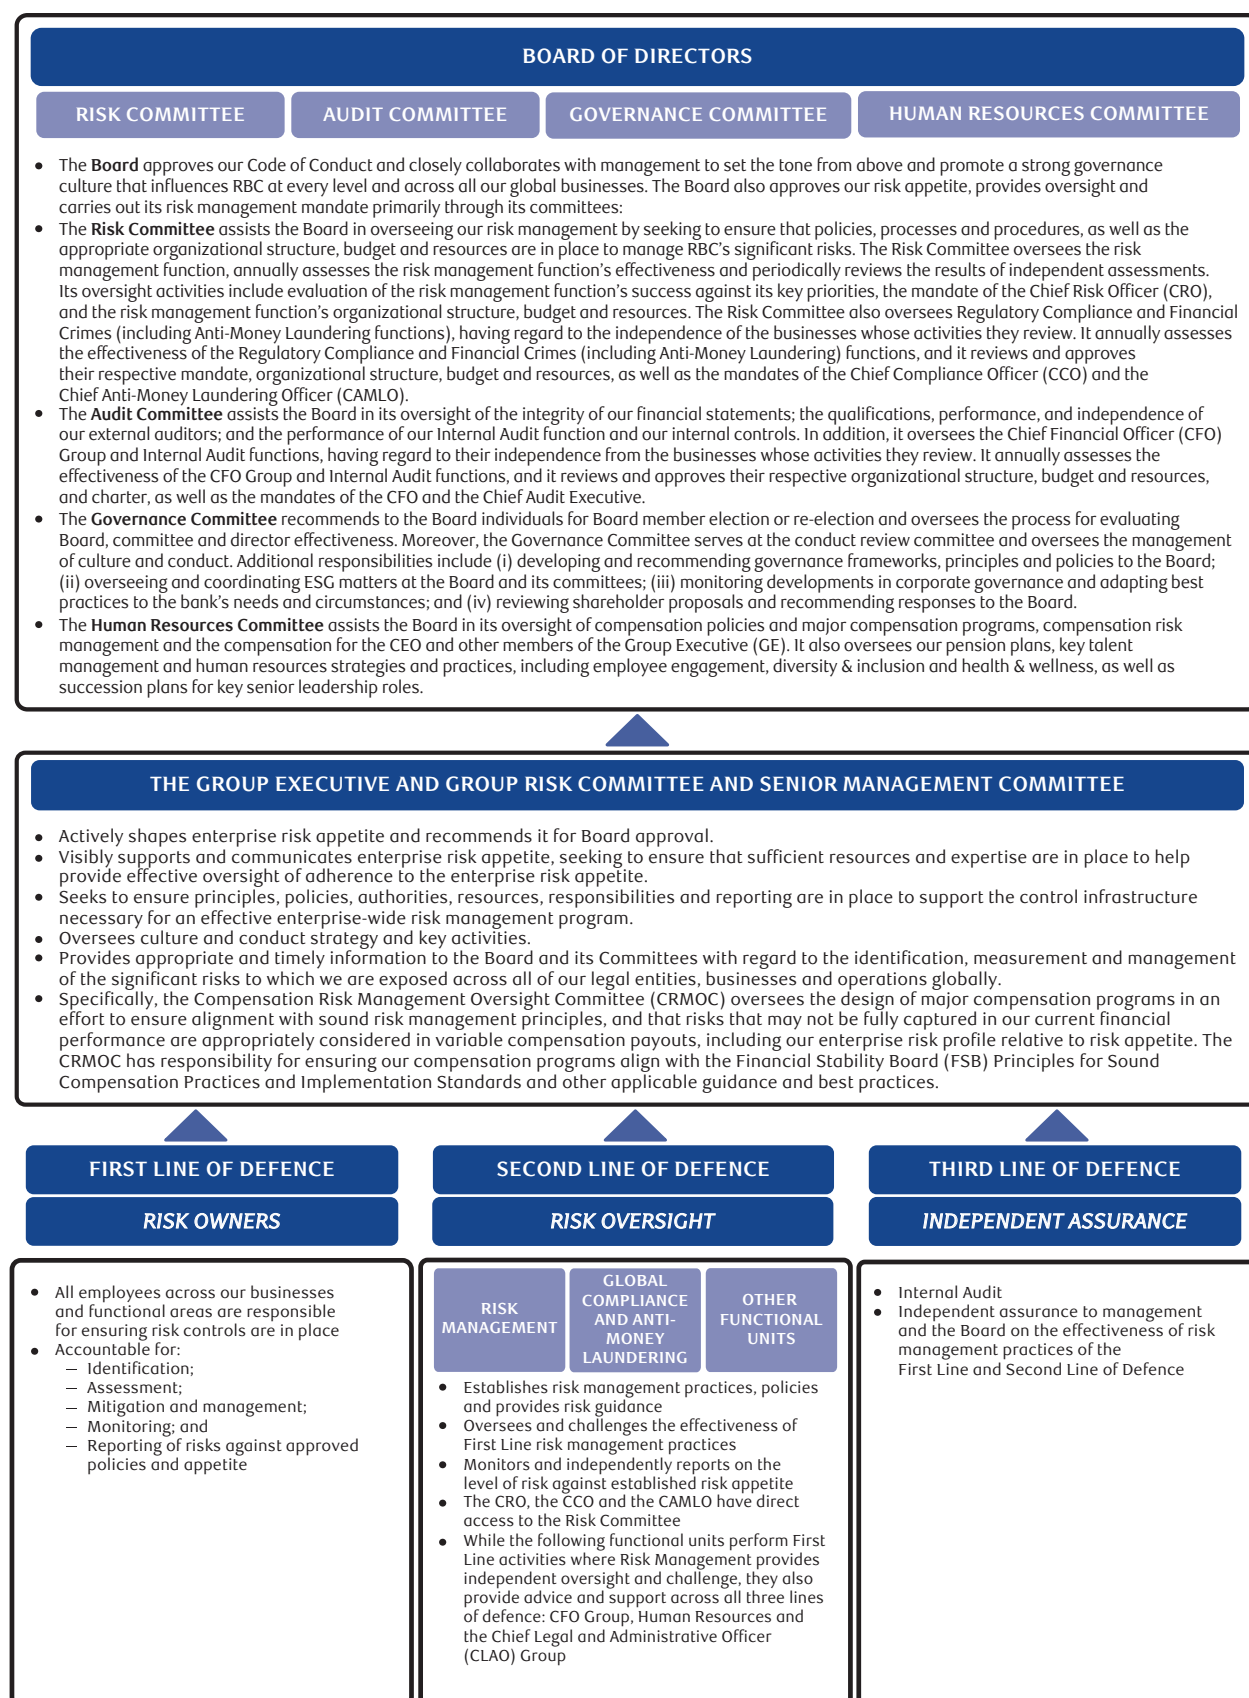 BOARD OF DIRECTORS
RISK COMMITTEE
AUDIT COMMITTEE
GOVERNANCE COMMITTEE
HUMAN RESOURCES COMMITTEE
• The Board approves our Code of Conduct and closely collaborates with management to set the tone from above and promote a strong governance
culture that influences RBC at every level and across all our global businesses. The Board also approves our risk appetite, provides oversight and
carries out its risk management mandate primarily through its committees:
• The Risk Committee assists the Board in overseeing our risk management by seeking to ensure that policies, processes and procedures, as well as the
appropriate organizational structure, budget and resources are in place to manage RBC's significant risks. The Risk Committee oversees the risk
management function, annually assesses the risk management function's effectiveness and periodically reviews the results of independent assessments.
Its oversight activities include evaluation of the risk management function's success against its key priorities, the mandate of the Chief Risk Officer (CRO),
and the risk management function's organizational structure, budget and resources. The Risk Committee also oversees Regulatory Compliance and Financial
Crimes (including Anti-Money Laundering functions), having regard to the independence of the businesses whose activities they review. It annually assesses
the effectiveness of the Regulatory Compliance and Financial Crimes (including Anti-Money Laundering) functions, and it reviews and approves
their respective mandate, organizational structure, budget and resources, as well as the mandates of the Chief Compliance Officer (CCO) and the
Chief Anti-Money Laundering Officer (CAMLO).
• The Audit Committee assists the Board in its oversight of the integrity of our financial statements; the qualifications, performance, and independence of
our external auditors; and the performance of our Internal Audit function and our internal controls. In addition, it oversees the Chief Financial Officer (CFO)
Group and Internal Audit functions, having regard to their independence from the businesses whose activities they review. It annually assesses the
effectiveness of the CFO Group and Internal Audit functions, and it reviews and approves their respective organizational structure, budget and resources,
and charter, as well as the mandates of the CFO and the Chief Audit Executive.
• The Governance Committee recommends to the Board individuals for Board member election or re-election and oversees the process for evaluating
Board, committee and director effectiveness. Moreover, the Governance Committee serves at the conduct review committee and oversees the management
of culture and conduct. Additional responsibilities include (i) developing and recommending governance frameworks, principles and policies to the Board;
(ii) overseeing and coordinating ESG matters at the Board and its committees; (iii) monitoring developments in corporate governance and adapting best
practices to the bank's needs and circumstances; and (iv) reviewing shareholder proposals and recommending responses to the Board.
• The Human Resources Committee assists the Board in its oversight of compensation policies and major compensation programs, compensation risk
management and the compensation for the CEO and other members of the Group Executive (GE). It also oversees our pension plans, key talent
management and human resources strategies and practices, including employee engagement, diversity & inclusion and health & wellness, as well as
succession plans for key senior leadership roles.
THE GROUP EXECUTIVE AND GROUP RISK COMMITTEE AND SENIOR MANAGEMENT COMMITTEE
• Actively shapes enterprise risk appetite and recommends it for Board approval.
• Visibly supports and communicates enterprise risk appetite, seeking to ensure that sufficient resources and expertise are in place to help
provide effective oversight of adherence to the enterprise risk appetite.
• Seeks to ensure principles, policies, authorities, resources, responsibilities and reporting are in place to support the control infrastructure
necessary for an effective enterprise-wide risk management program.
• Oversees culture and conduct strategy and key activities.
• Provides appropriate and timely information to the Board and its Committees with regard to the identification, measurement and management
of the significant risks to which we are exposed across all of our legal entities, businesses and operations globally.
• Specifically, the Compensation Risk Management Oversight Committee (CRMOC) oversees the design of major compensation programs in an
effort to ensure alignment with sound risk management principles, and that risks that may not be fully captured in our current financial
performance are appropriately considered in variable compensation payouts, including our enterprise risk profile relative to risk appetite. The
CRMOC has responsibility for ensuring our compensation programs align with the Financial Stability Board (FSB) Principles for Sound
Compensation Practices and Implementation Standards and other applicable guidance and best practices.
FIRST LINE OF DEFENCE
RISK OWNERS
• All employees across our businesses
and functional areas are responsible
for ensuring risk controls are in place
• Accountable for:
– Identification;
– Assessment;
– Mitigation and management;
– Monitoring; and
– Reporting of risks against approved
policies and appetite
SECOND LINE OF DEFENCE
RISK OVERSIGHT
RISK
MANAGEMENT
GLOBAL
COMPLIANCE
AND ANTI-
MONEY
LAUNDERING
OTHER
FUNCTIONAL
UNITS
• Establishes risk management practices, policies
and provides risk guidance
• Oversees and challenges the effectiveness of
First Line risk management practices
• Monitors and independently reports on the
level of risk against established risk appetite
• The CRO, the CCO and the CAMLO have direct
access to the Risk Committee
• While the following functional units perform First
Line activities where Risk Management provides
independent oversight and challenge, they also
provide advice and support across all three lines
of defence: CFO Group, Human Resources and
the Chief Legal and Administrative Officer
(CLAO) Group
THIRD LINE OF DEFENCE
INDEPENDENT ASSURANCE
• Internal Audit
• Independent assurance to management
and the Board on the effectiveness of risk
management practices of the
First Line and Second Line of Defence